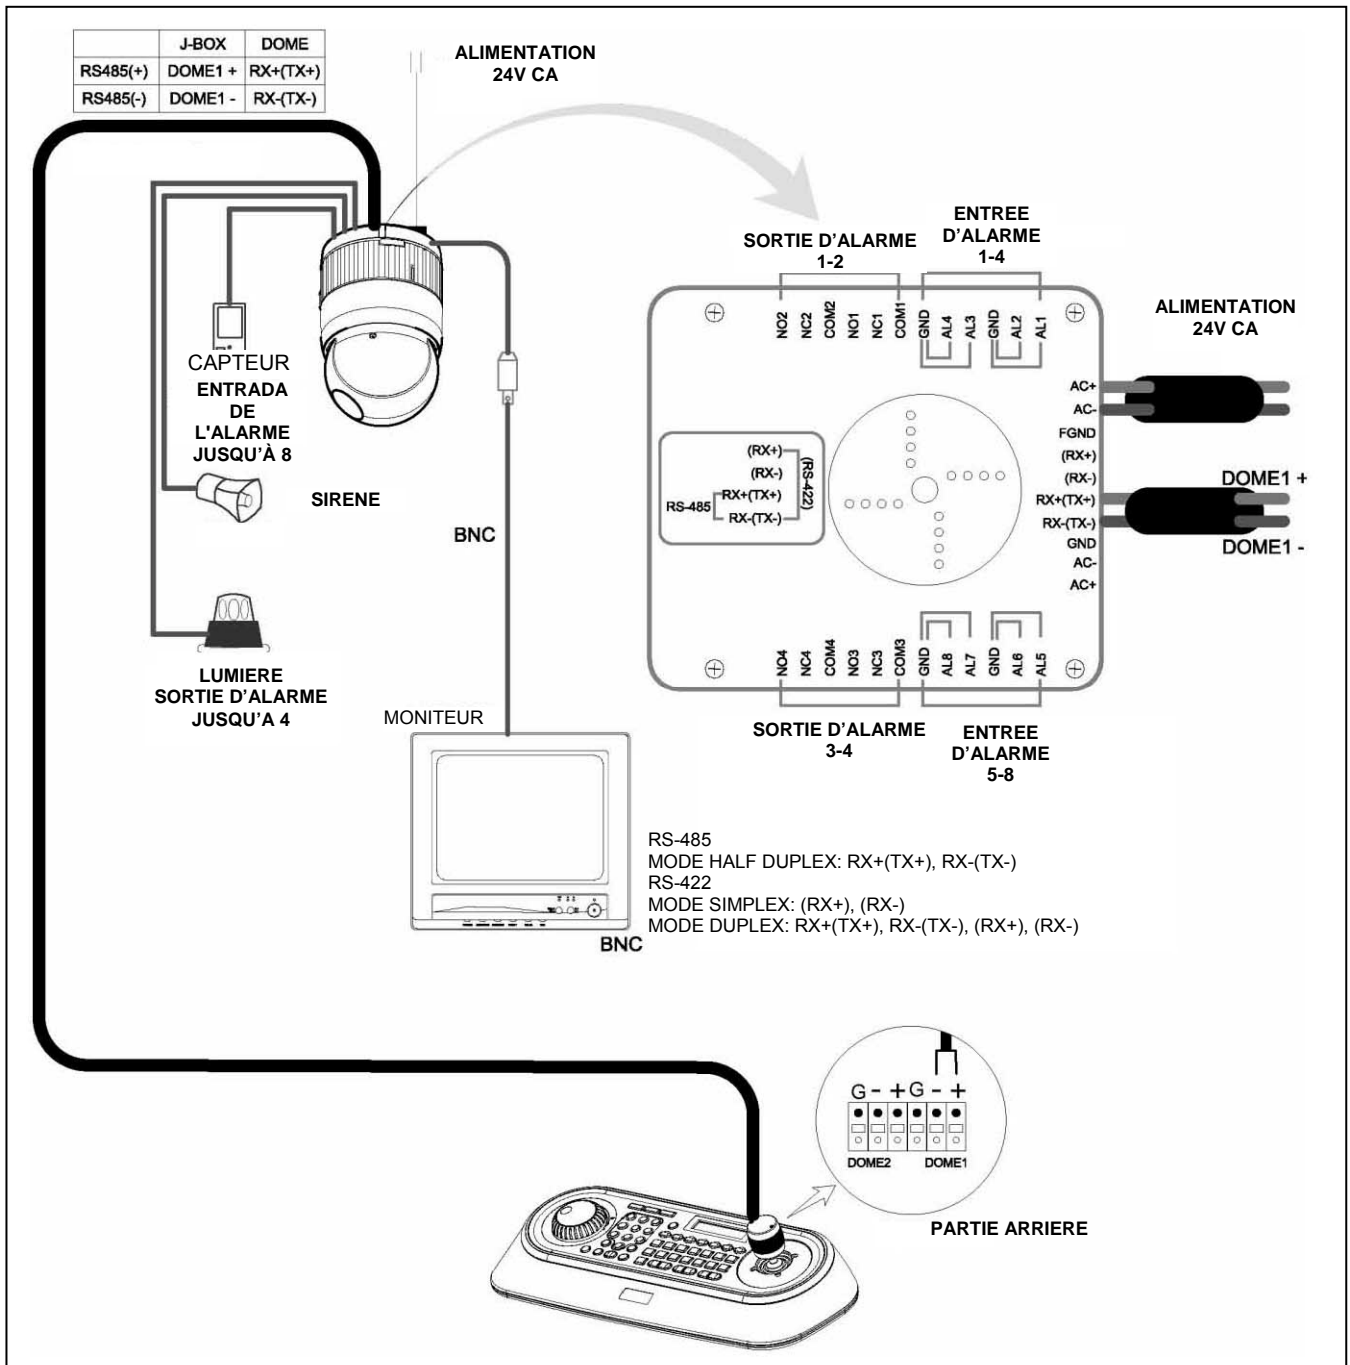 J-BOX DOME
RS485(+) DOME1 + RX+(TX+)
RS485(-) DOME1 - RX-(TX-)
ALIMENTATION
24V CA
CAPTEUR
ENTRADA
DE
L'ALARME
JUSQU'À 8
SIRENE
BNC
LUMIERE
SORTIE D'ALARME
JUSQU'A 4
MONITEUR
BNC
SORTIE D'ALARME
1-2
ENTREE
D'ALARME
1-4
NO2
NC2
COM2
NO1
NC1
COM1
GND
AL4
AL3
GND
AL2
AL1
ALIMENTATION
24V CA
AC+
AC-
FGND
(RX+)
(RX-)
RX+(TX+)
RX-(TX-)
GND
AC-
AC+
DOME1 +
DOME1 -
(RX+)
(RX-)
RX+(TX+)
RX-(TX-)
RS-485
(RS-422)
NO4
NC4
COM4
NO3
NC3
COM3
GND
AL8
AL7
GND
AL6
AL5
SORTIE D'ALARME
3-4
ENTREE
D'ALARME
5-8
RS-485
MODE HALF DUPLEX: RX+(TX+), RX-(TX-)
RS-422
MODE SIMPLEX: (RX+), (RX-)
MODE DUPLEX: RX+(TX+), RX-(TX-), (RX+), (RX-)
G - + G - +
DOME2 DOME1
PARTIE ARRIERE